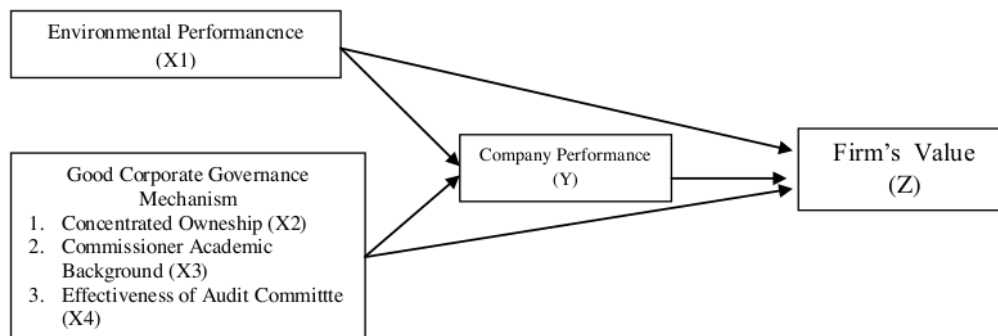 Environmental Performancnce
(X1)
Company Performance
(Y)
Firm's Value
(Z)
Good Corporate Governance
Mechanism
1. Concentrated Owneship (X2)
2. Commissioner Academic
Background (X3)
3. Effectiveness of Audit Committte
(X4)